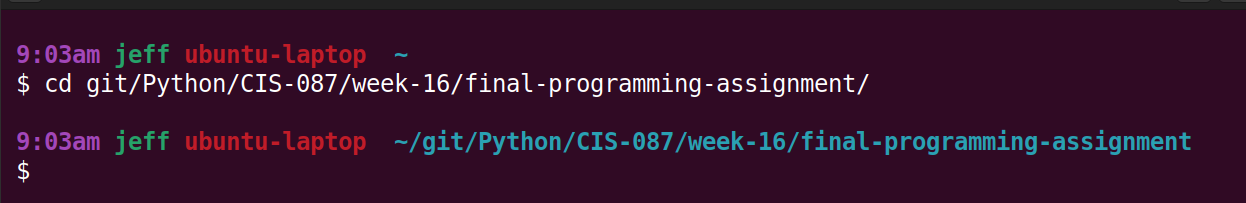 9:03am jeff ubuntu-laptop  ~
$ cd git/Python/CIS-087/week-16/final-programming-assignment/
9:03am jeff ubuntu-laptop  ~/git/Python/CIS-087/week-16/final-programming-assignment
$